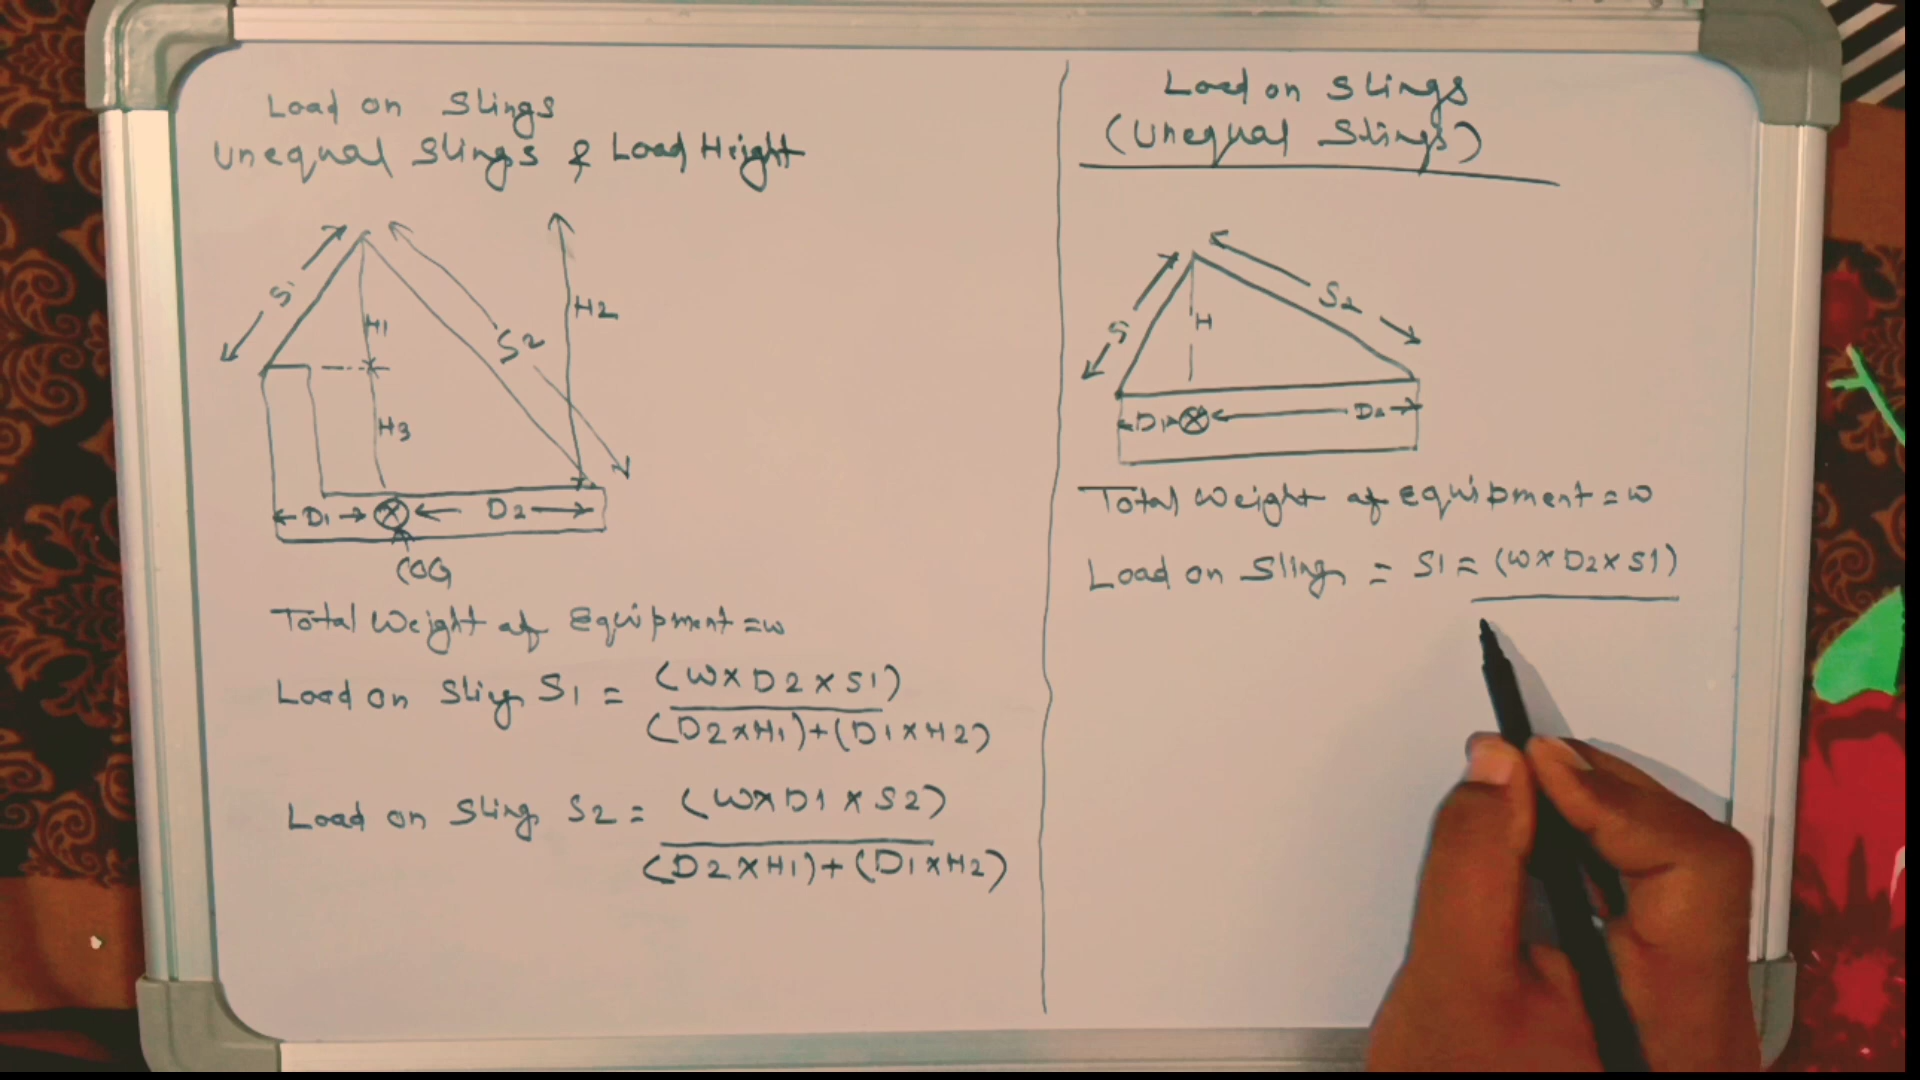 Load on Slings
Unequal Slings & Load Height
S1
H1
S2
H2
H3
D1
D2
COG
Total Weight of Equipment = w
Load on Sling S1 =
(W x D2 x S1)
(D2 x H1) + (D1 x H2)
Load on Sling S2 =
(W x D1 x S2)
(D2 x H1) + (D1 x H2)
Load on Slings
(Unequal Slings)
S1
H
S2
D1
D2
Total Weight of Equipment = w
Load on Sling = S1 = (W x D2 x S1)